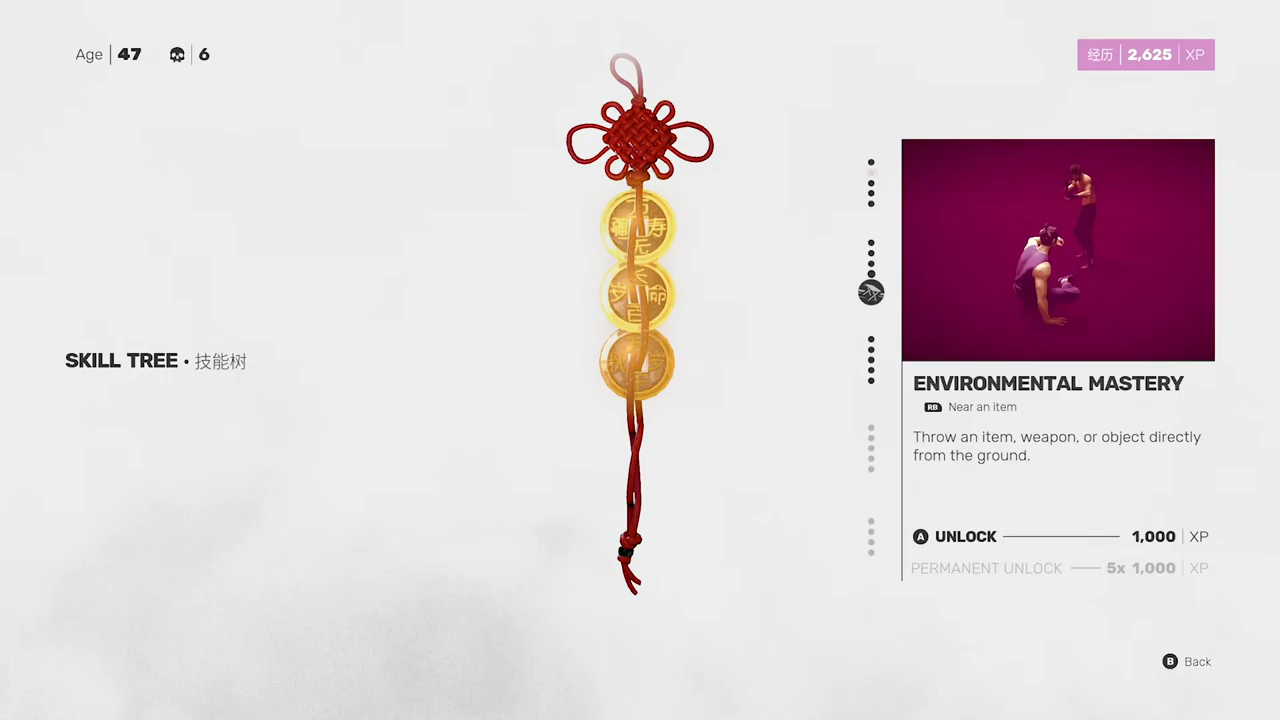 Age 47 6
经历 2,625 XP
SKILL TREE · 技能树
ENVIRONMENTAL MASTERY
RB Near an item
Throw an item, weapon, or object directly
from the ground.
A UNLOCK 1,000 XP
PERMANENT UNLOCK 5x 1,000 XP
B Back